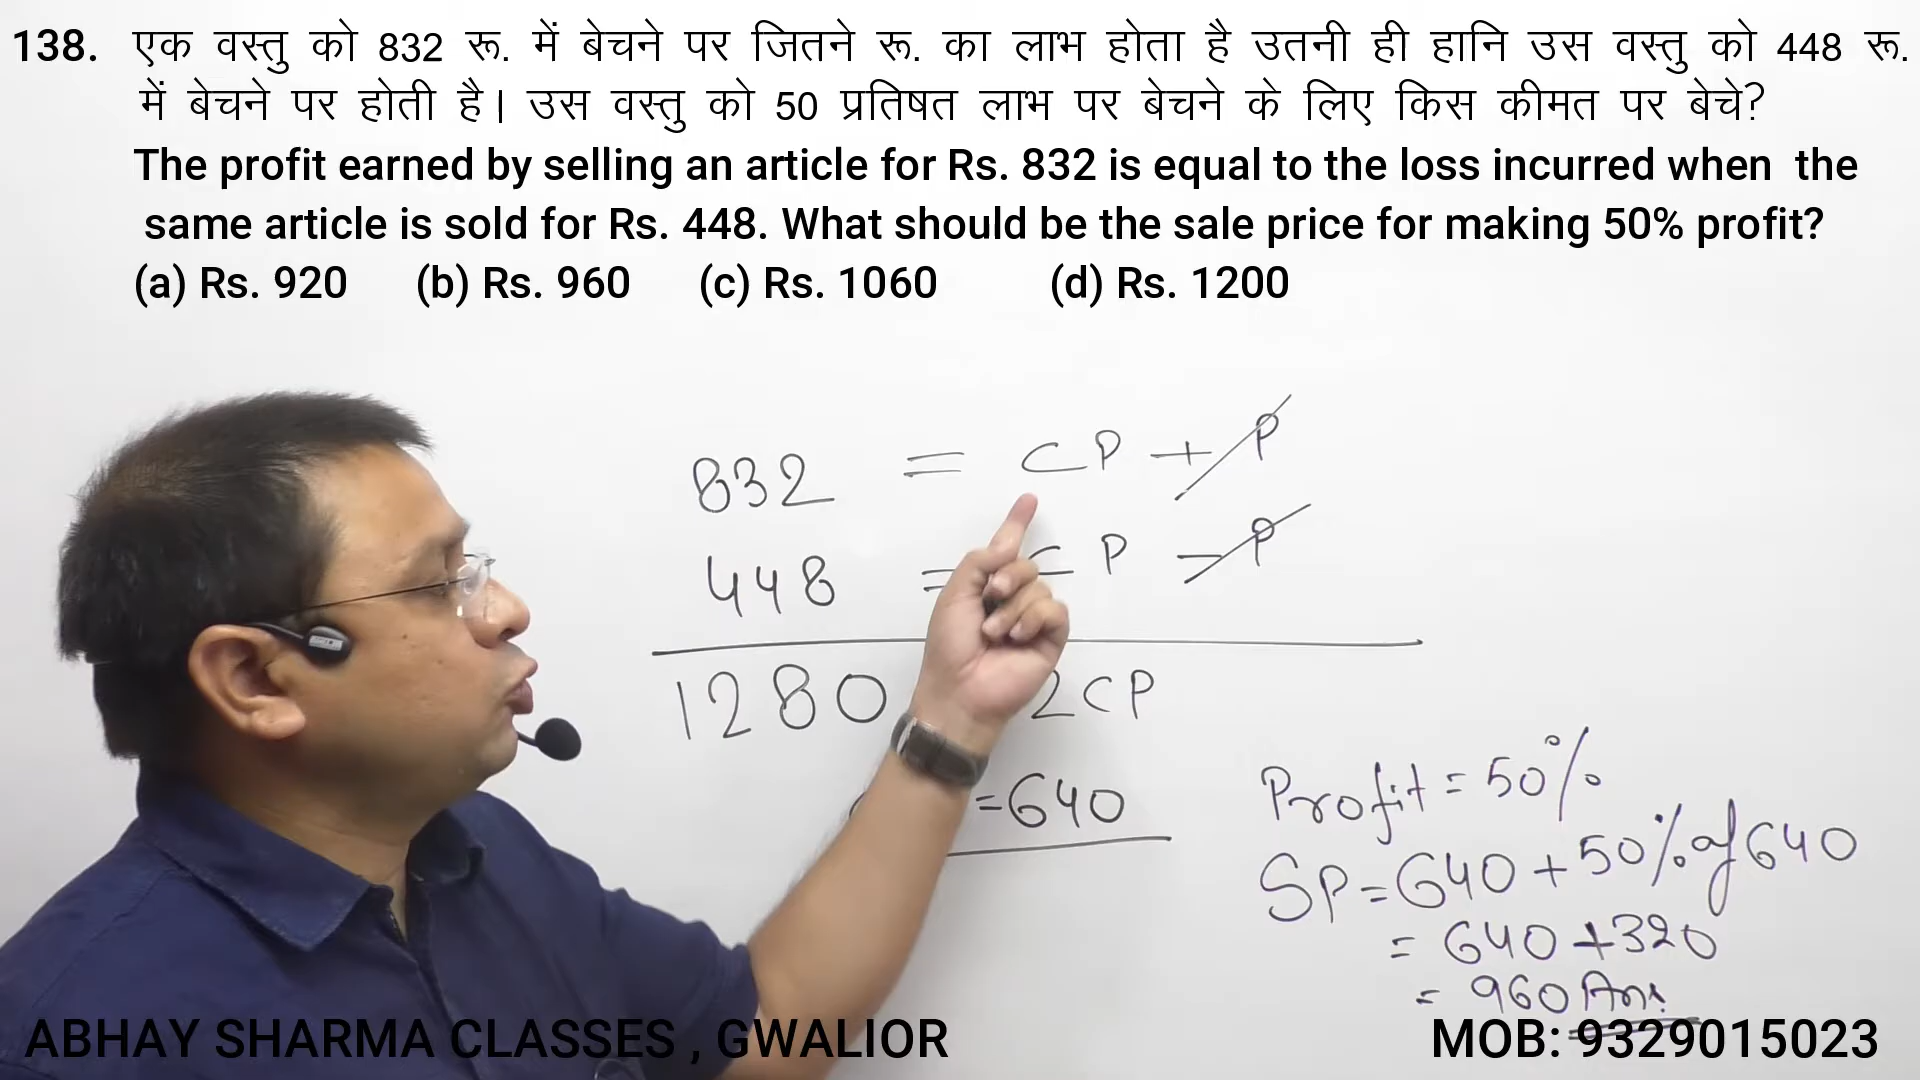 138. एक वस्तु को 832 रू. में बेचने पर जितने रू. का लाभ होता है उतनी ही हानि उस वस्तु को 448 रू.
में बेचने पर होती है। उस वस्तु को 50 प्रतिषत लाभ पर बेचने के लिए किस कीमत पर बेचे?
The profit earned by selling an article for Rs. 832 is equal to the loss incurred when the
same article is sold for Rs. 448. What should be the sale price for making 50% profit?
(a) Rs. 920 (b) Rs. 960 (c) Rs. 1060 (d) Rs. 1200
832 = CP + P
448 = CP - P
1280 2CP
=640
Profit = 50%
SP = 640 + 50% of 640
= 640 + 320
= 960 Ans.
ABHAY SHARMA CLASSES , GWALIOR
MOB: 9329015023